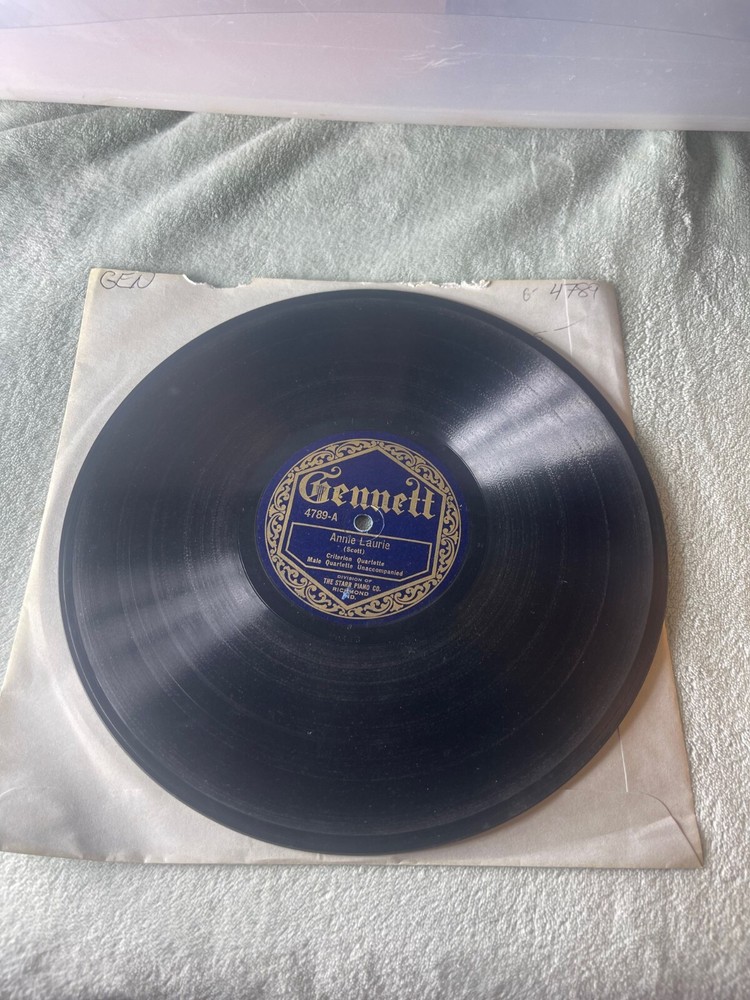 GEN
4789
Gennett
4789-A
Annie Laurie
(Scott)
Criterion Quartette
Male Quartette Unaccompanied
DIVISION OF
THE STARR PIANO CO.
RICHMOND
IND.